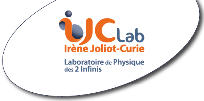 iJCLab
Irène Joliot-Curie
Laboratoire de Physique
des 2 Infinis